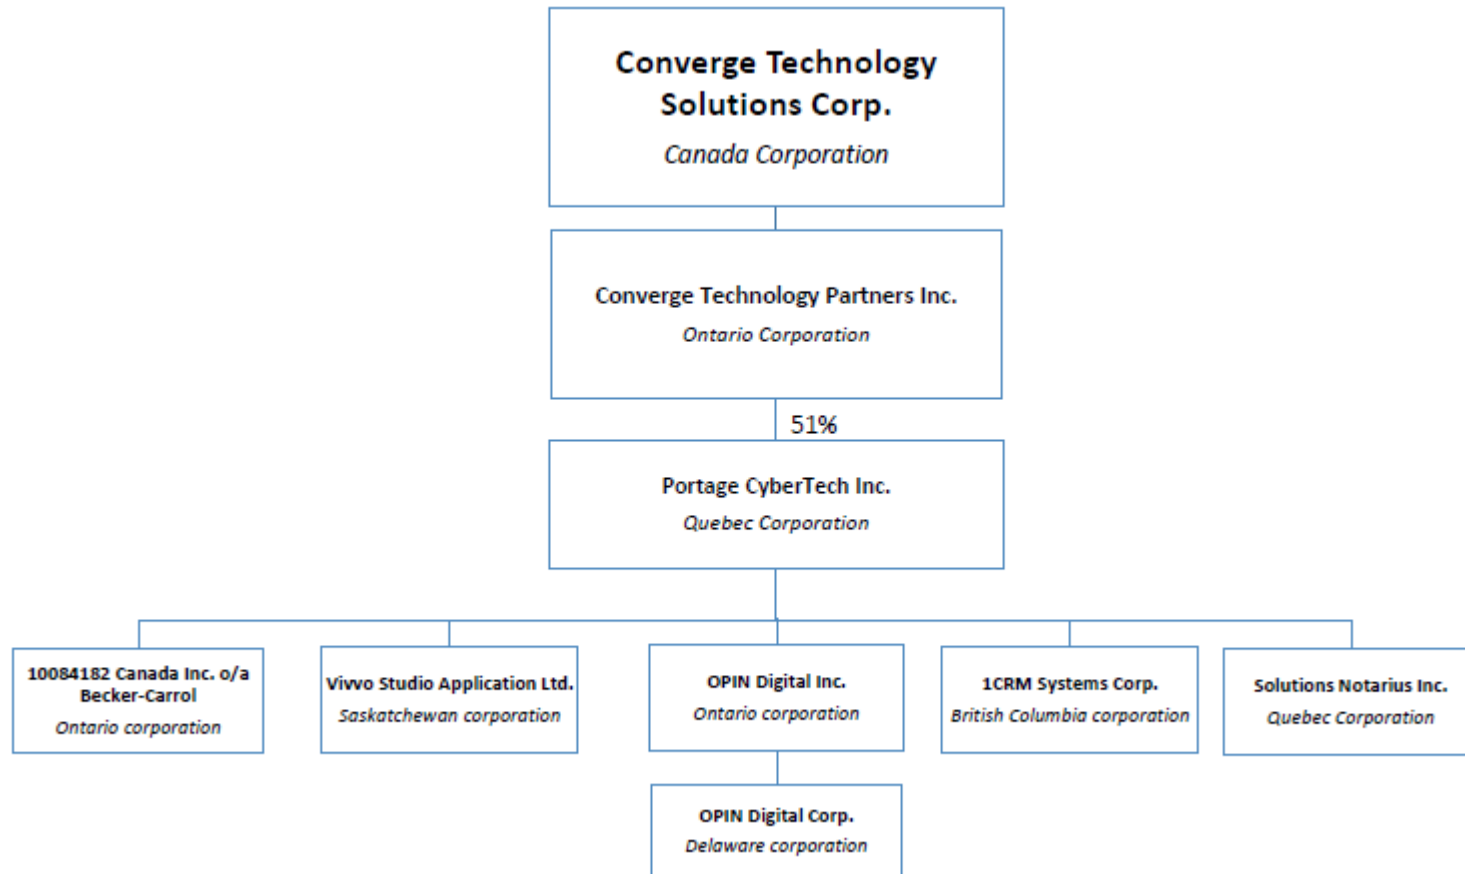 Converge Technology
Solutions Corp.
Canada Corporation
Converge Technology Partners Inc.
Ontario Corporation
51%
Portage CyberTech Inc.
Quebec Corporation
10084182 Canada Inc. o/a
Becker-Carrol
Ontario corporation
Vivvo Studio Application Ltd.
Saskatchewan corporation
OPIN Digital Inc.
Ontario corporation
1CRM Systems Corp.
British Columbia corporation
Solutions Notarius Inc.
Quebec Corporation
OPIN Digital Corp.
Delaware corporation